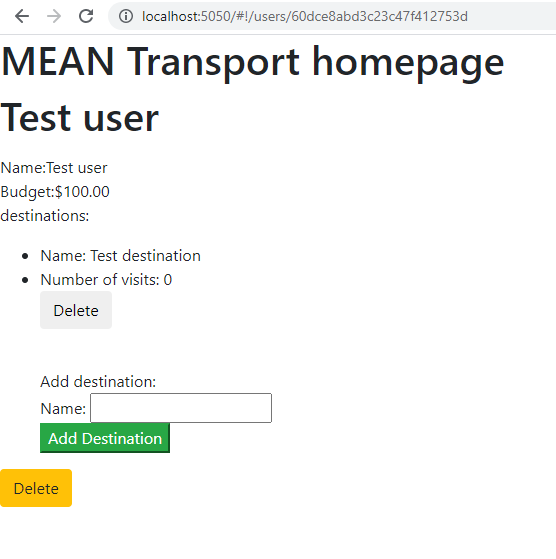 localhost:5050/#!/users/60dce8abd3c23c47f412753d
MEAN Transport homepage
Test user
Name:Test user
Budget:$100.00
destinations:
Name: Test destination
Number of visits: 0
Delete
Add destination:
Name:
Add Destination
Delete